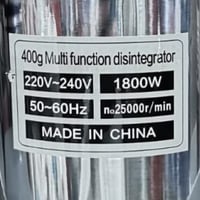 400g Multi function disintegrator
220V~240V 1800W
50~60Hz n₀25000r/min
MADE IN CHINA